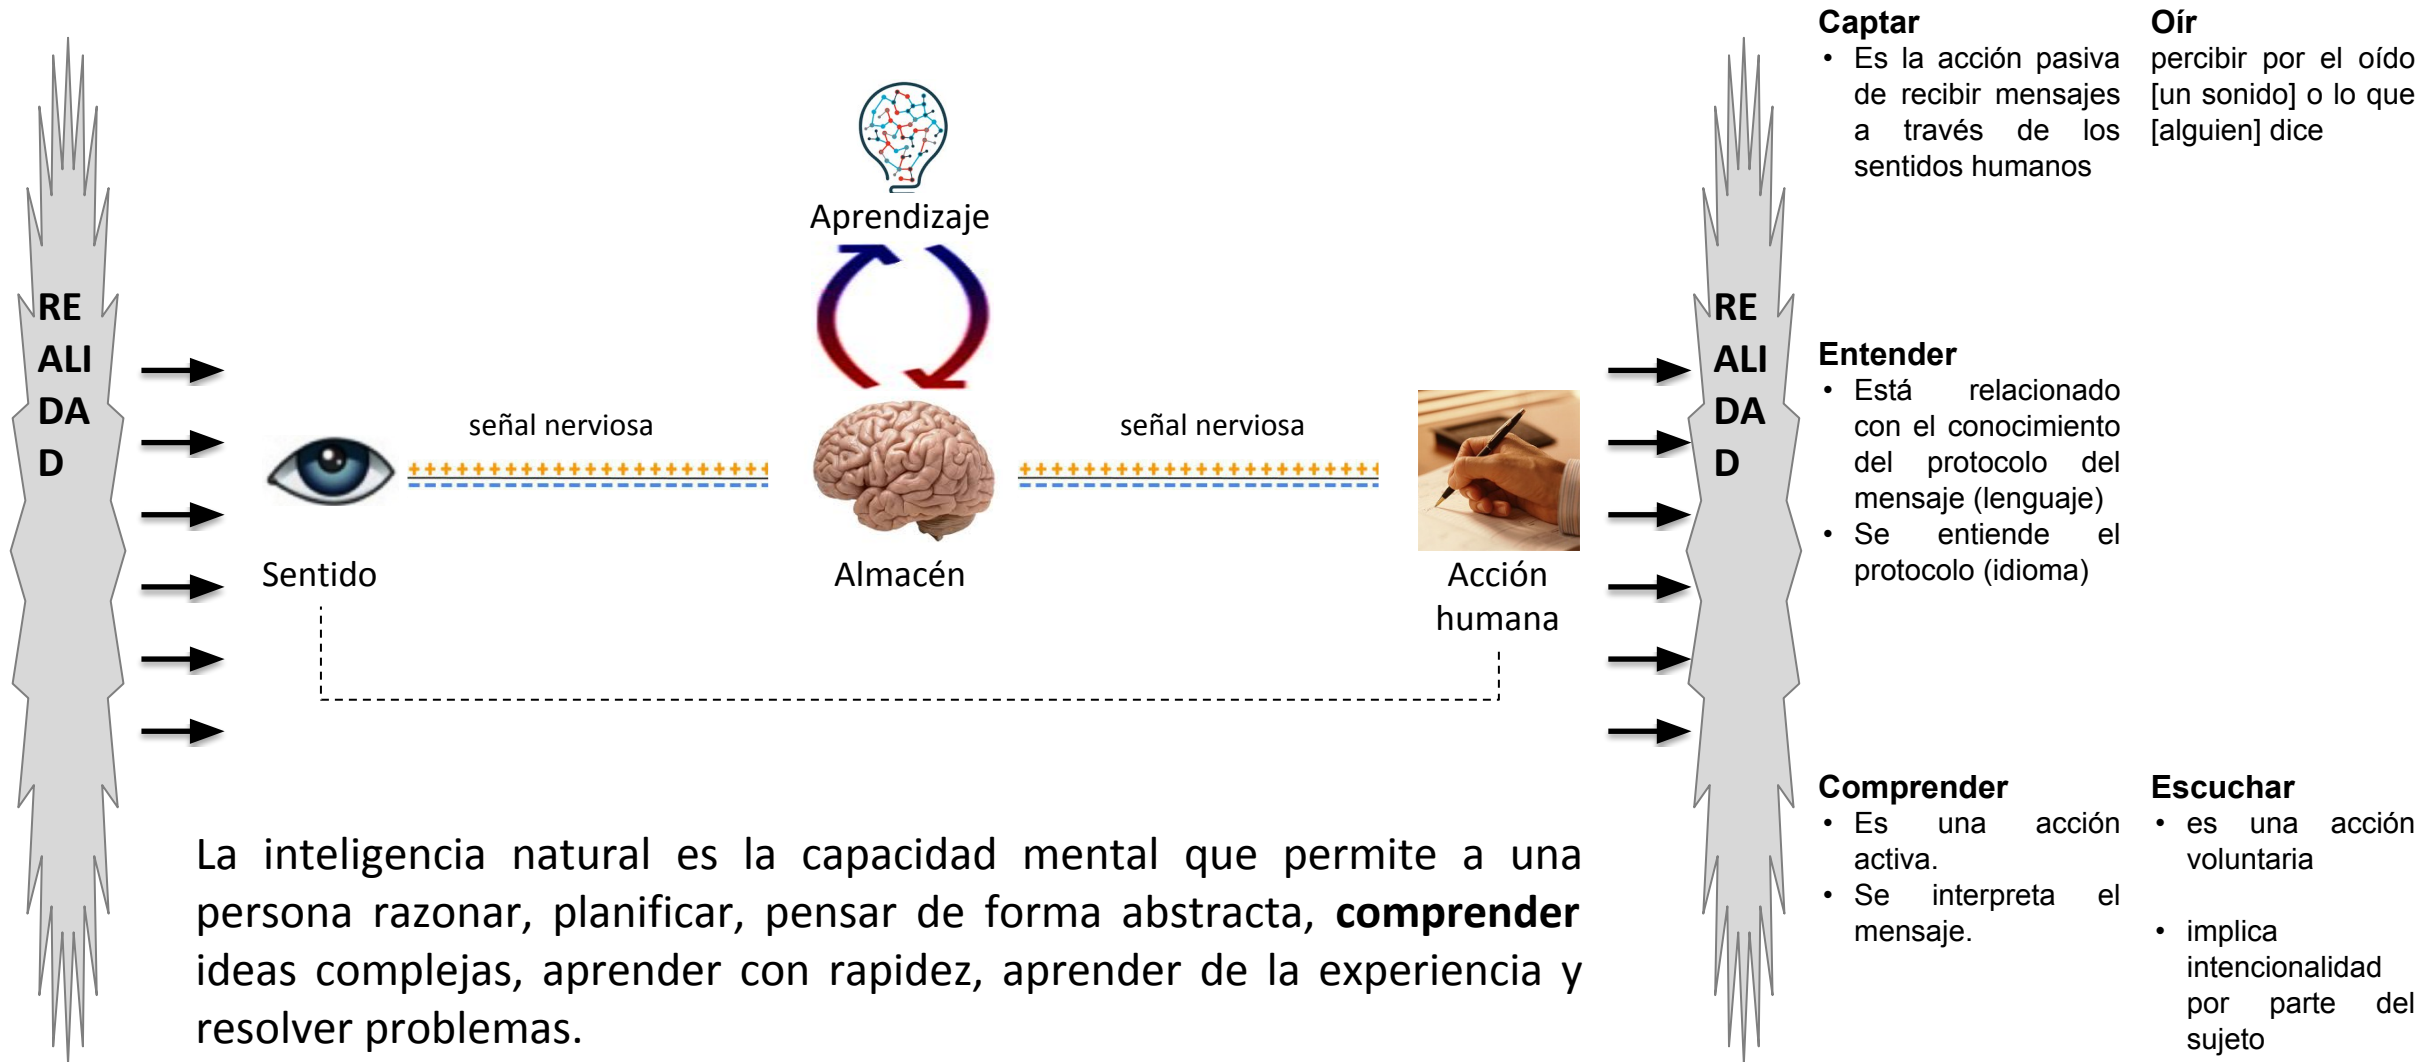 RE
ALI
DA
D
Aprendizaje
señal nerviosa
señal nerviosa
Sentido
Almacén
Acción
humana
La inteligencia natural es la capacidad mental que permite a una
persona razonar, planificar, pensar de forma abstracta, comprender
ideas complejas, aprender con rapidez, aprender de la experiencia y
resolver problemas.
RE
ALI
DA
D
Captar
• Es la acción pasiva
de recibir mensajes
a través de los
sentidos humanos
Oír
percibir por el oído
[un sonido] o lo que
[alguien] dice
Entender
• Está relacionado
con el conocimiento
del protocolo del
mensaje (lenguaje)
• Se entiende el
protocolo (idioma)
Comprender
• Es una acción
activa.
• Se interpreta el
mensaje.
Escuchar
• es una acción
voluntaria
• implica
intencionalidad
por parte del
sujeto